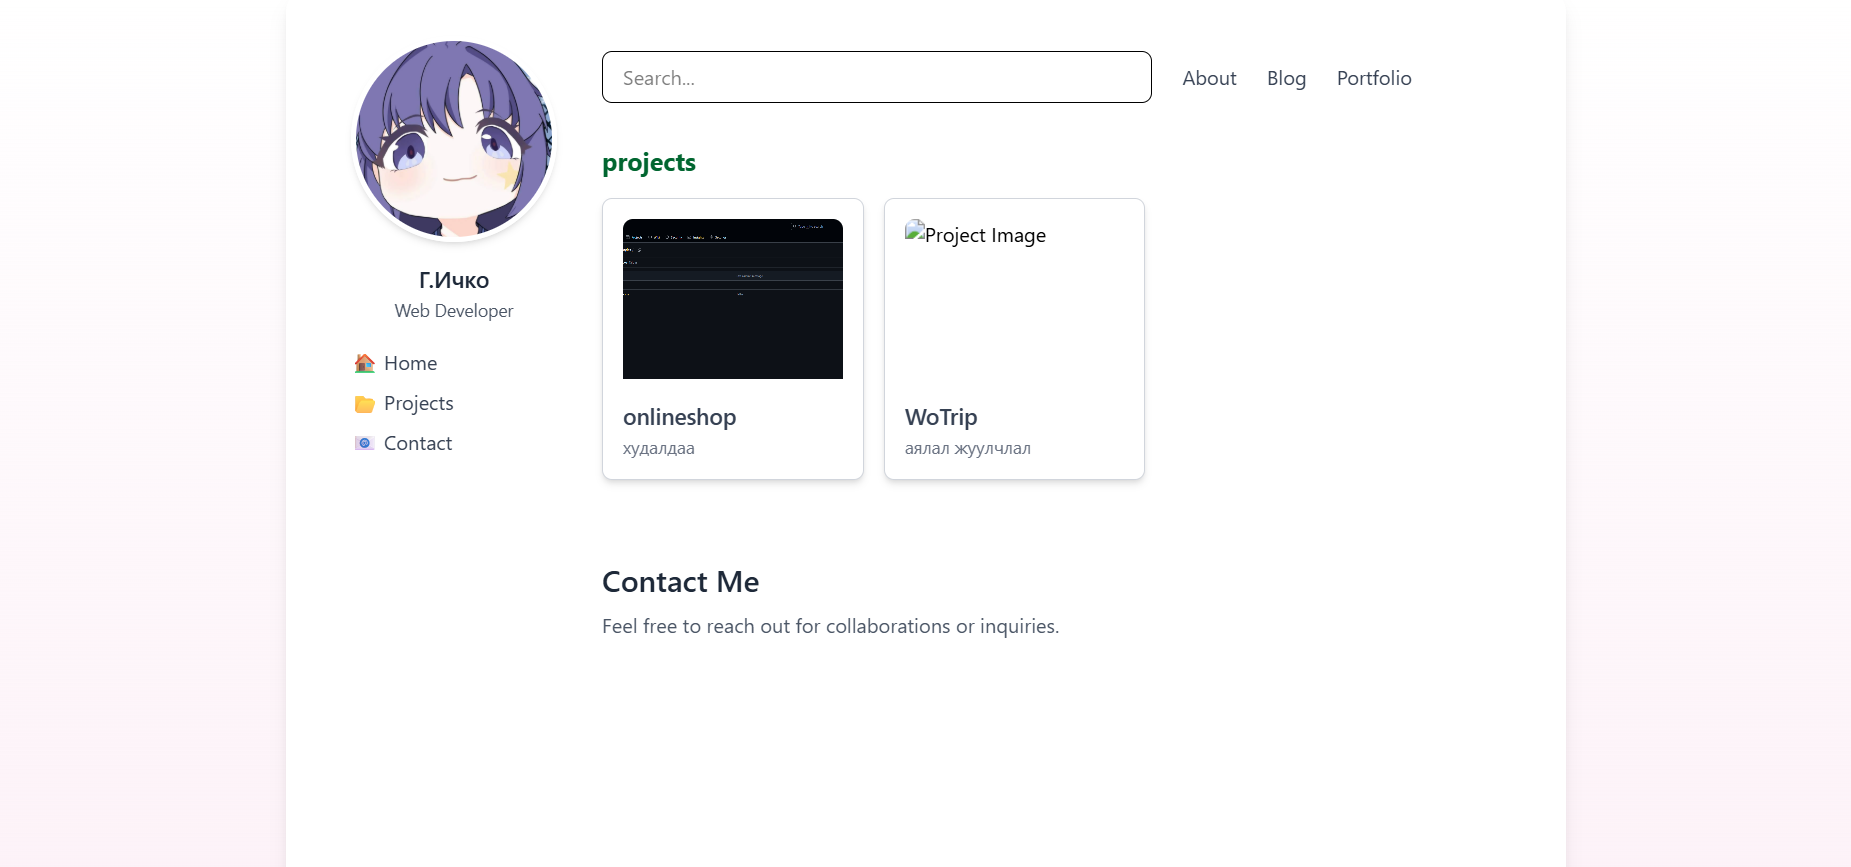 Search...
About
Blog
Portfolio
projects
Project Image
Г.Ичко
Web Developer
Home
Projects
Contact
onlineshop
худалдаа
WoTrip
аялал жуулчлал
Contact Me
Feel free to reach out for collaborations or inquiries.